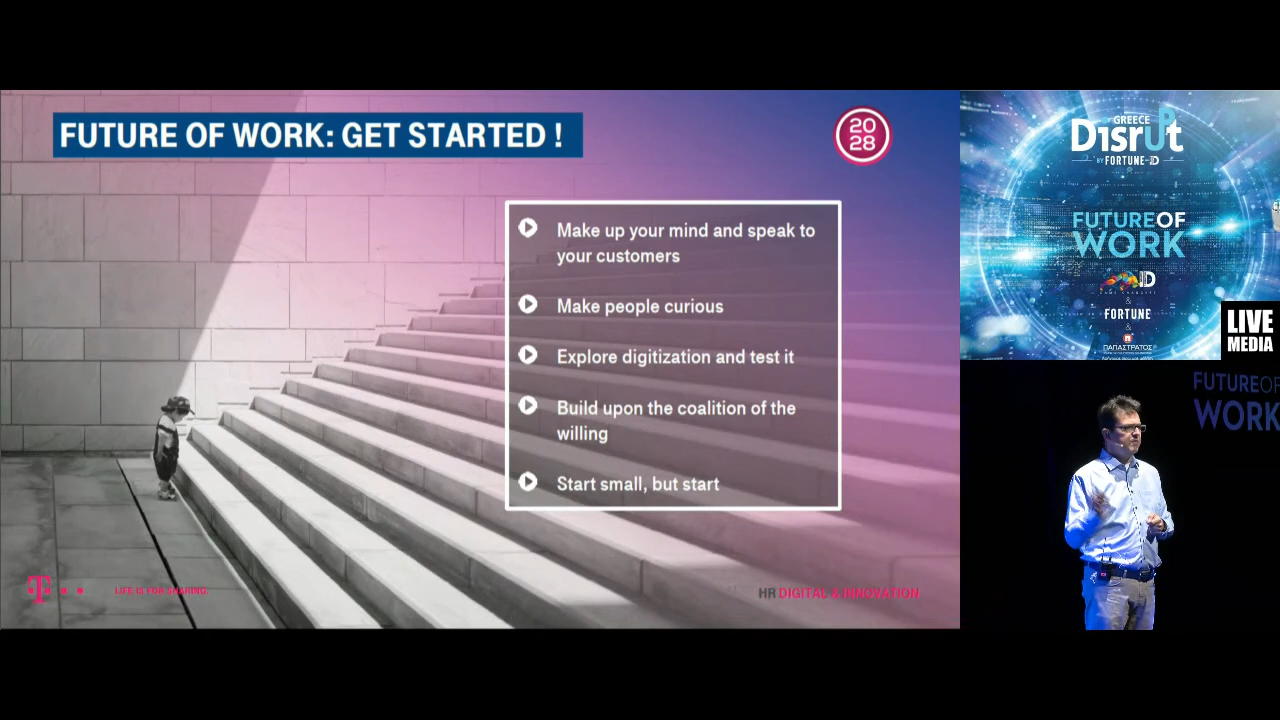 FUTURE OF WORK: GET STARTED !
20
28
Make up your mind and speak to
your customers
Make people curious
Explore digitization and test it
Build upon the coalition of the
willing
Start small, but start
T
LIFE IS FOR SHARING.
HR DIGITAL & INNOVATION
GREECE
DISrUPt
BY FORTUNE
FUTURE OF
WORK
&
FORTUNE
&
ΠΑΠΑΣΤΡΑΤΟΣ
LIVE
MEDIA
FUTURE OF
WORK